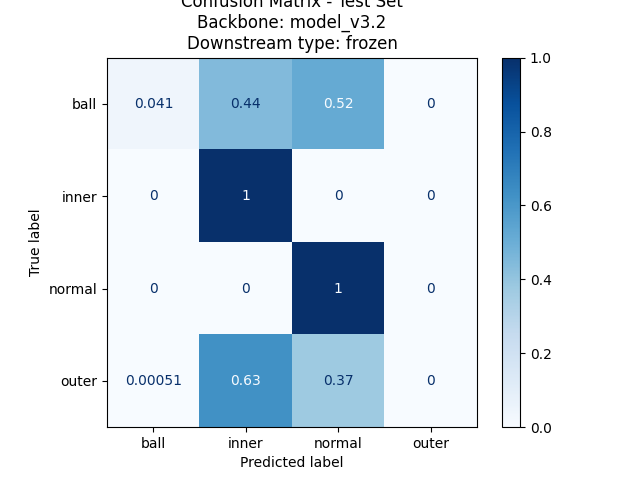 Confusion Matrix - Test Set
Backbone: model_v3.2
Downstream type: frozen
1.0
ball 0.041 0.44 0.52 0
0.8
inner 0 1 0 0
0.6
True label
0.4
normal 0 0 1 0
0.2
outer 0.00051 0.63 0.37 0
0.0
ball inner normal outer
Predicted label